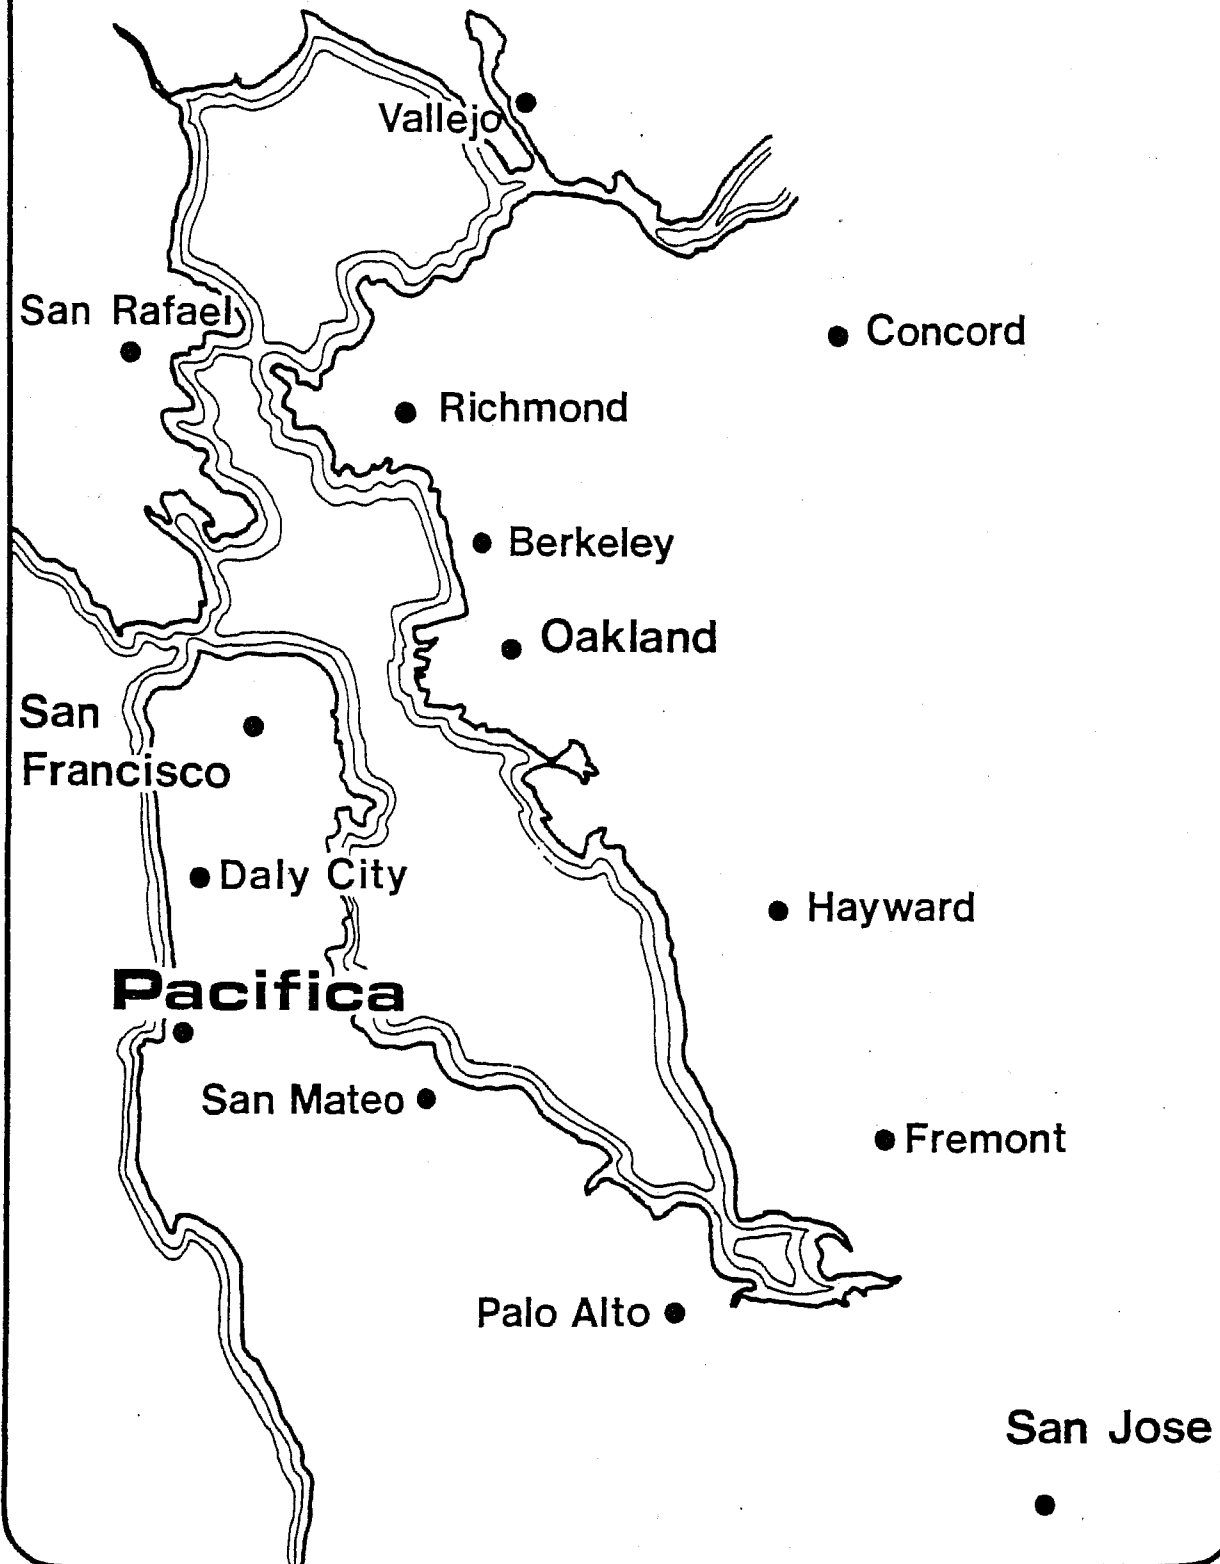 Vallejo
San Rafael
Concord
Richmond
Berkeley
Oakland
San
Francisco
Daly City
Hayward
Pacifica
San Mateo
Fremont
Palo Alto
San Jose